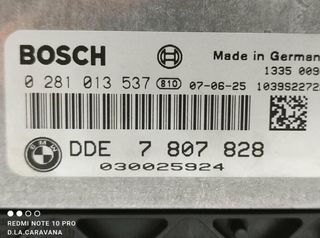 BOSCH
Made in German
1335 009
0 281 013 537 810 07-06-25 1039S2272
DDE 7 807 828
030025924
REDMI NOTE 10 PRO
D.LA.CARAVANA